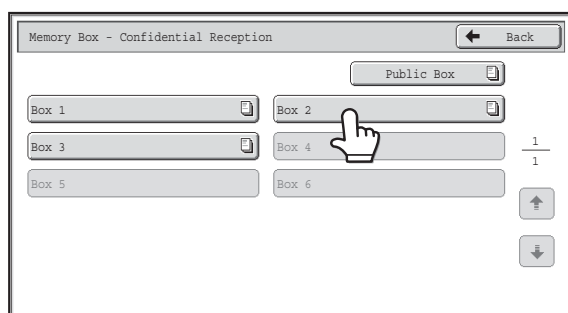 Memory Box - Confidential Reception
Back
Public Box
Box 1
Box 2
Box 3
Box 4
1
1
Box 5
Box 6